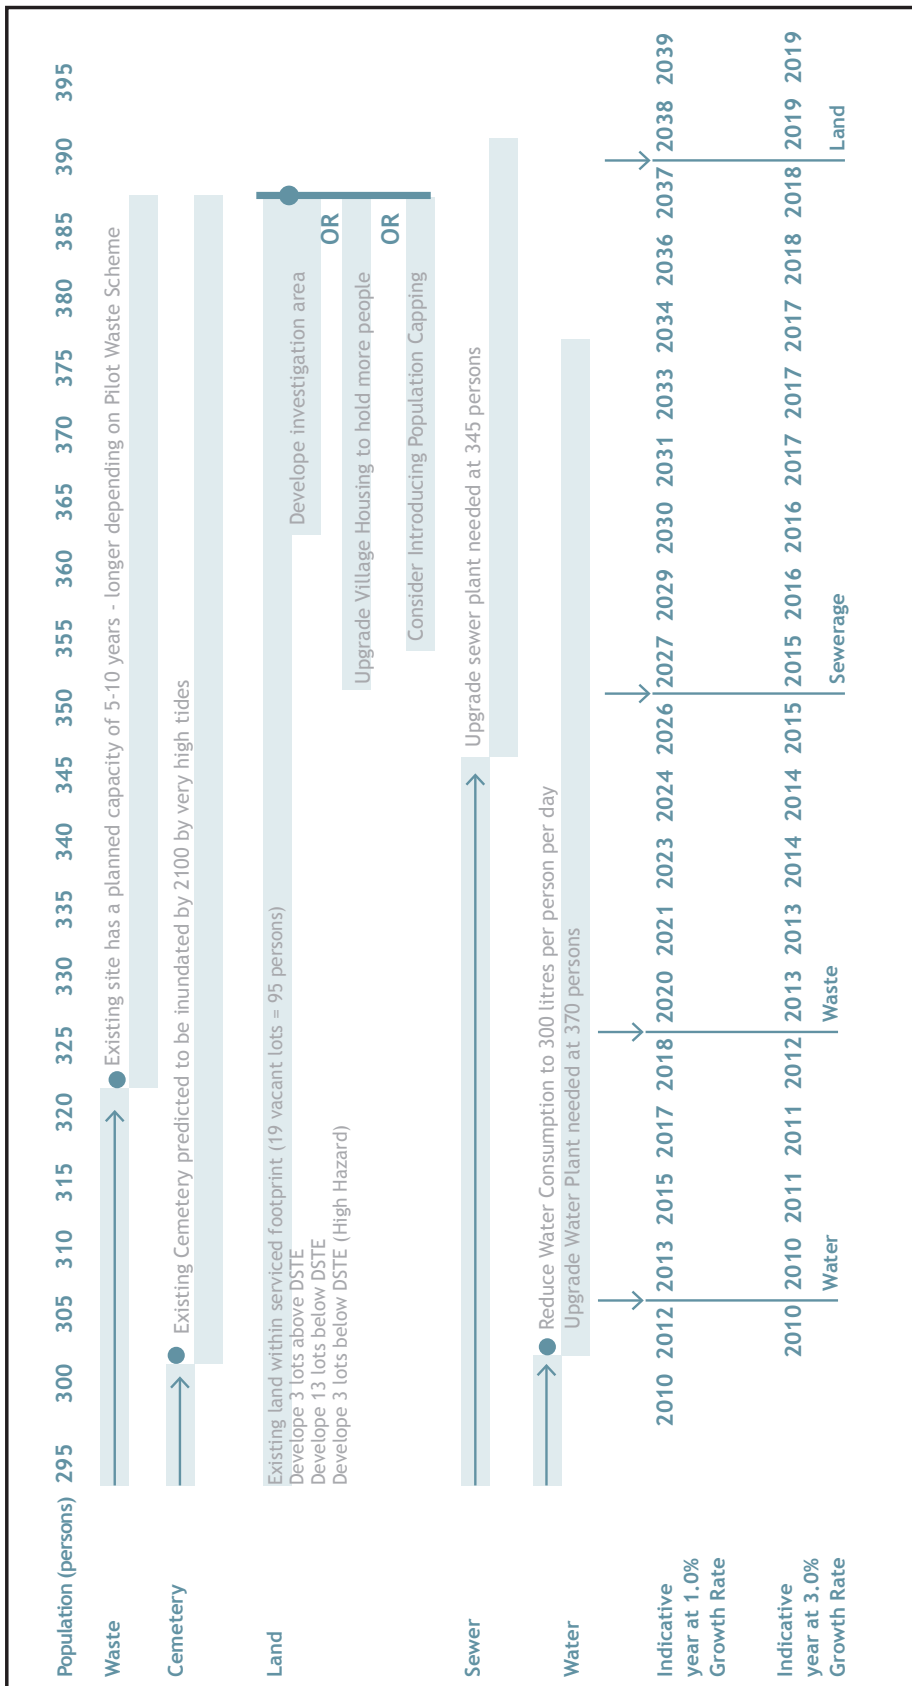 Population (persons) 295 300 305 310 315 320 325 330 335 340 345 350 355 360 365 370 375 380 385 390 395
Waste
Existing site has a planned capacity of 5-10 years - longer depending on Pilot Waste Scheme
Cemetery
Existing Cemetery predicted to be inundated by 2100 by very high tides
Land
Existing land within serviced footprint (19 vacant lots = 95 persons)
Develope 3 lots above DSTE
Develope 13 lots below DSTE
Develope 3 lots below DSTE (High Hazard)
Develope investigation area
OR
Upgrade Village Housing to hold more people
OR
Consider Introducing Population Capping
Sewer
Upgrade sewer plant needed at 345 persons
Water
Reduce Water Consumption to 300 litres per person per day
Upgrade Water Plant needed at 370 persons
Indicative
year at 1.0%
Growth Rate
2010 2012 2013 2015 2017 2018 2020 2021 2023 2024 2026 2027 2029 2030 2031 2033 2034 2036 2037 2038 2039
Indicative
year at 3.0%
Growth Rate
2010 2010 2011 2011 2012 2013 2013 2014 2014 2015 2015 2016 2016 2017 2017 2017 2018 2018 2019 2019
Water
Waste
Sewerage
Land